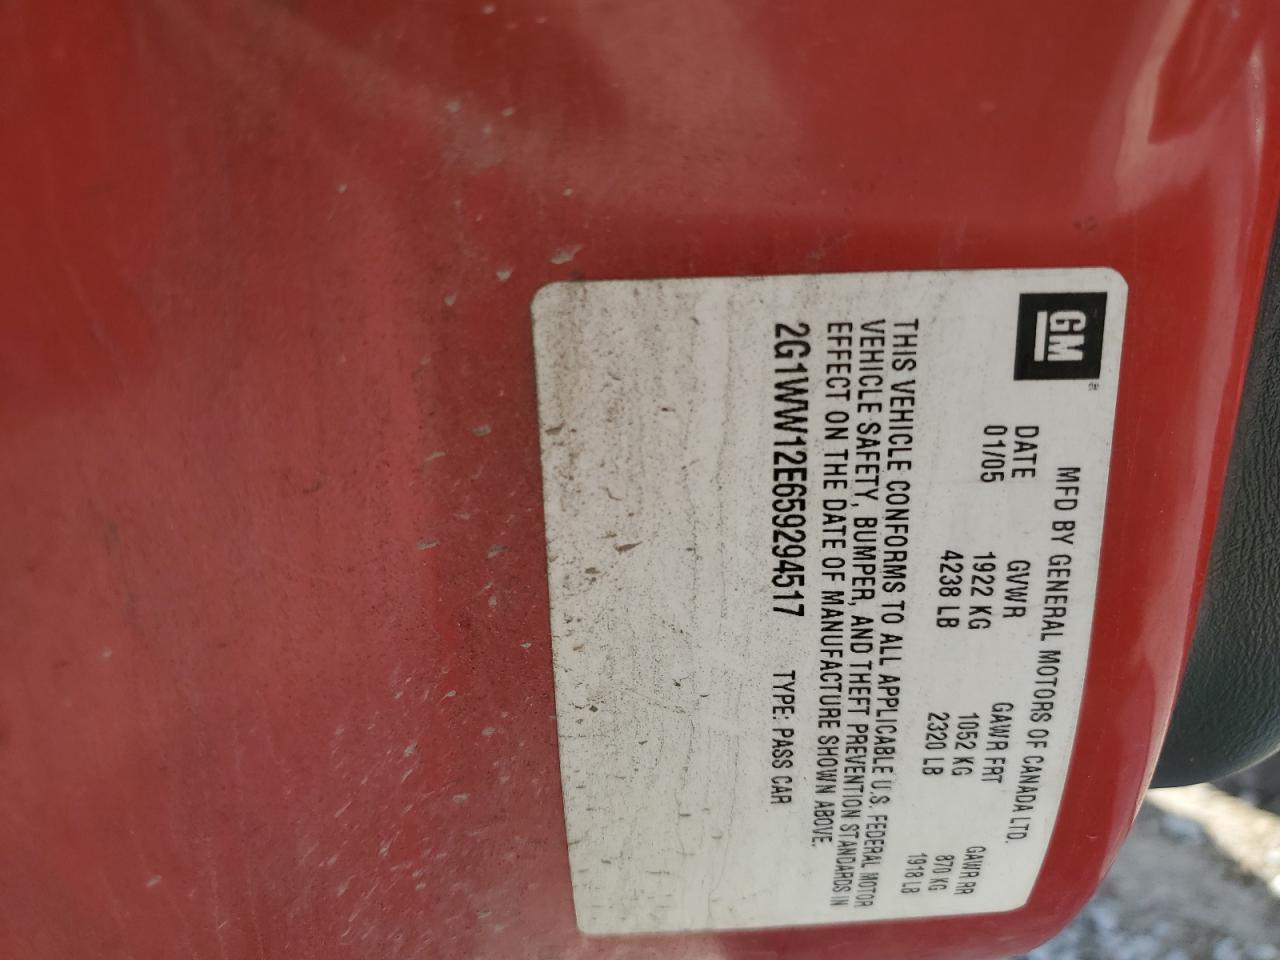 GM
MFD BY GENERAL MOTORS OF CANADA LTD.
DATE GVWR GAWR FRT GAWR RR
01/05 1922 KG 1052 KG 870 KG
4238 LB 2320 LB 1918 LB
THIS VEHICLE CONFORMS TO ALL APPLICABLE U.S. FEDERAL MOTOR
VEHICLE SAFETY, BUMPER, AND THEFT PREVENTION STANDARDS IN
EFFECT ON THE DATE OF MANUFACTURE SHOWN ABOVE.
2G1WW12E659294517 TYPE: PASS CAR